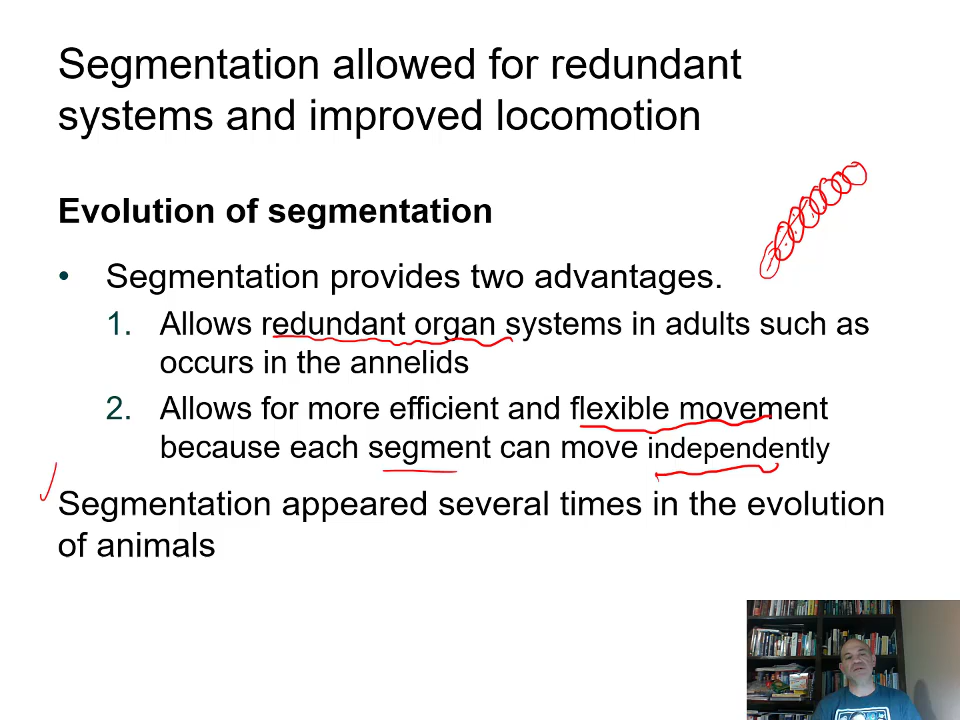 Segmentation allowed for redundant
systems and improved locomotion
Evolution of segmentation
• Segmentation provides two advantages.
1. Allows redundant organ systems in adults such as
occurs in the annelids
2. Allows for more efficient and flexible movement
because each segment can move independently
Segmentation appeared several times in the evolution
of animals